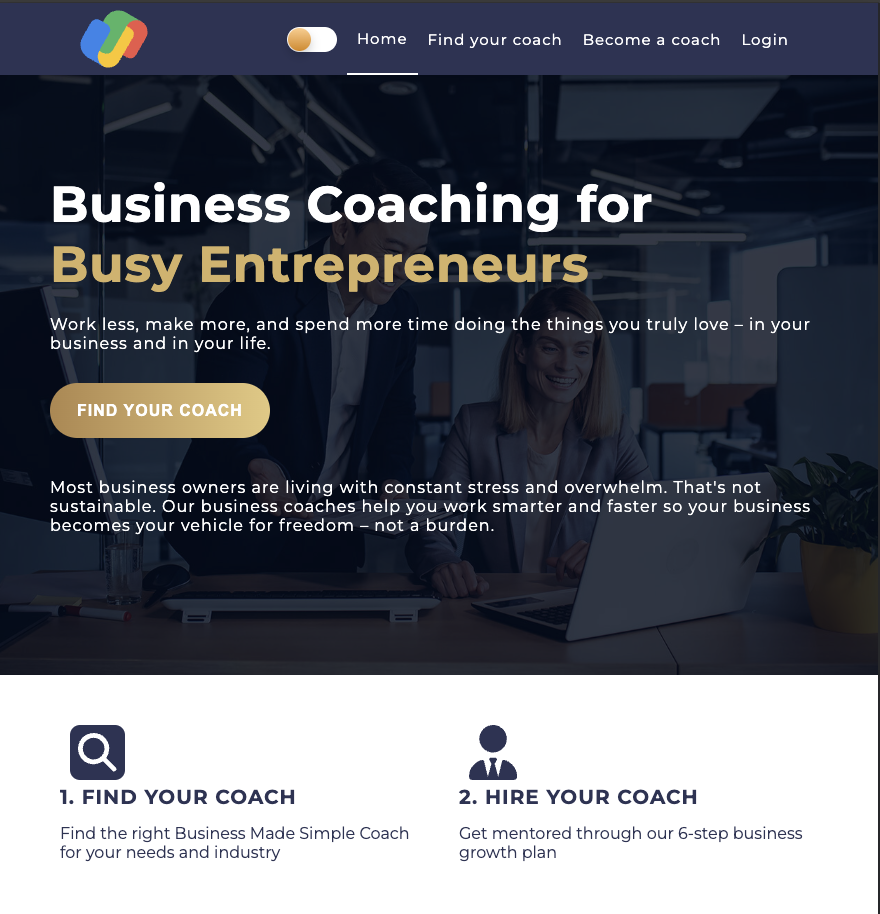 Home Find your coach Become a coach Login
Business Coaching for
Busy Entrepreneurs
Work less, make more, and spend more time doing the things you truly love – in your
business and in your life.
FIND YOUR COACH
Most business owners are living with constant stress and overwhelm. That's not
sustainable. Our business coaches help you work smarter and faster so your business
becomes your vehicle for freedom – not a burden.
1. FIND YOUR COACH
Find the right Business Made Simple Coach
for your needs and industry
2. HIRE YOUR COACH
Get mentored through our 6-step business
growth plan